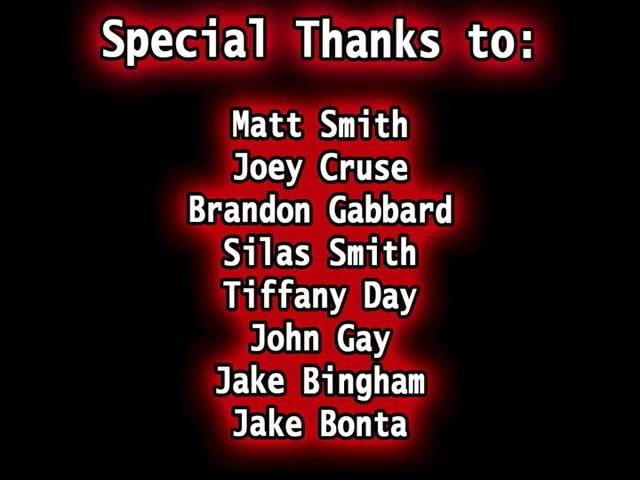 Special Thanks to:
Matt Smith
Joey Cruse
Brandon Gabbard
Silas Smith
Tiffany Day
John Gay
Jake Bingham
Jake Bonta